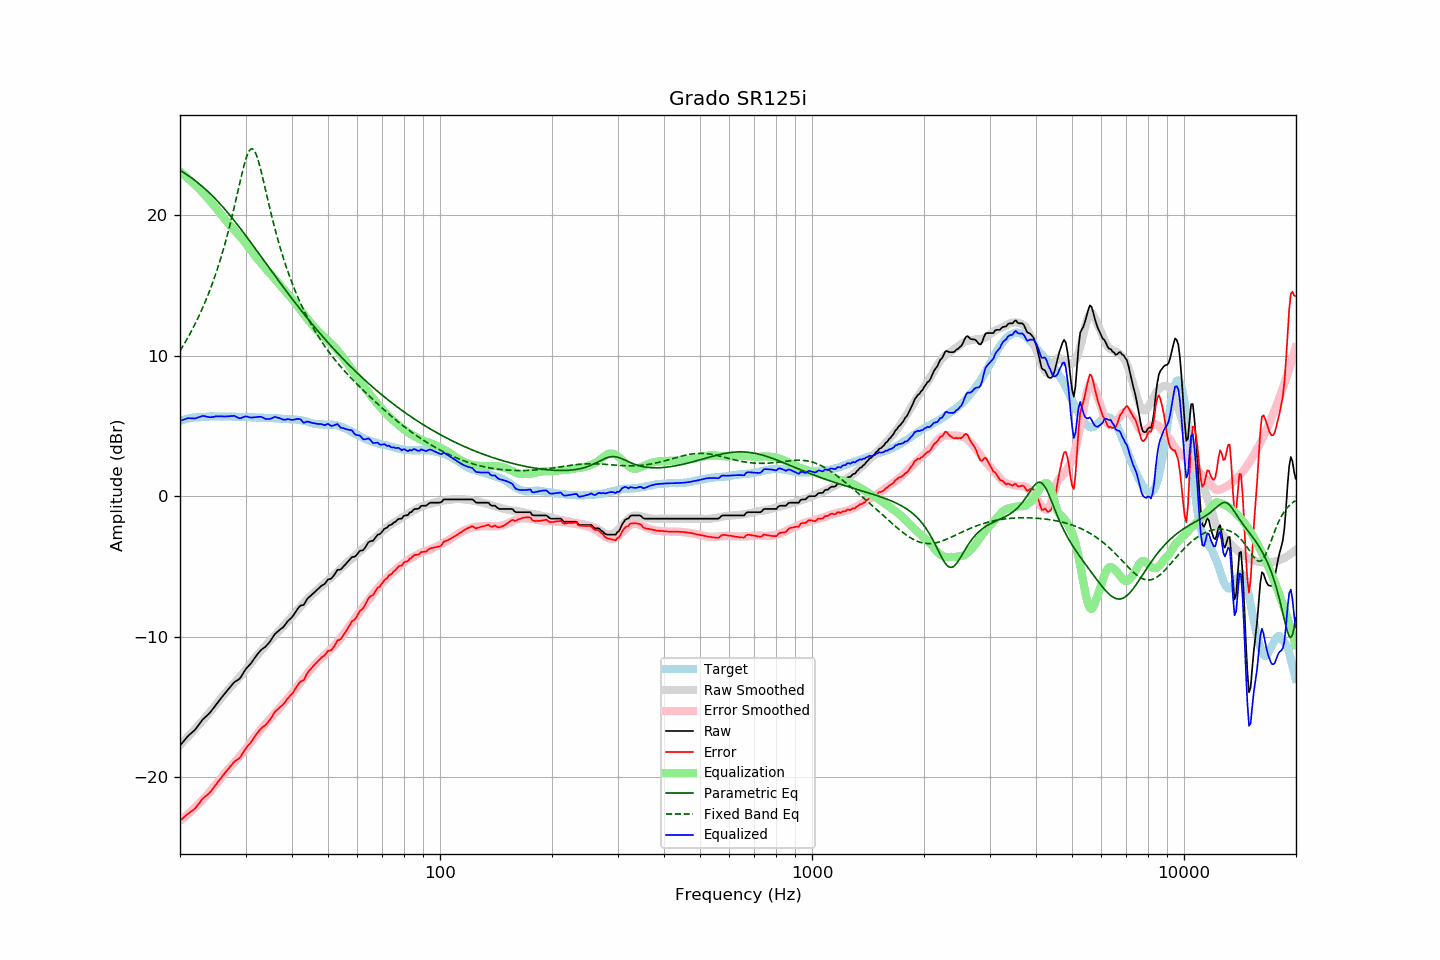 Grado SR125i
Amplitude (dBr)
20
10
0
−10
−20
Target
Raw Smoothed
Error Smoothed
Raw
Error
Equalization
Parametric Eq
Fixed Band Eq
Equalized
100
1000
10000
Frequency (Hz)